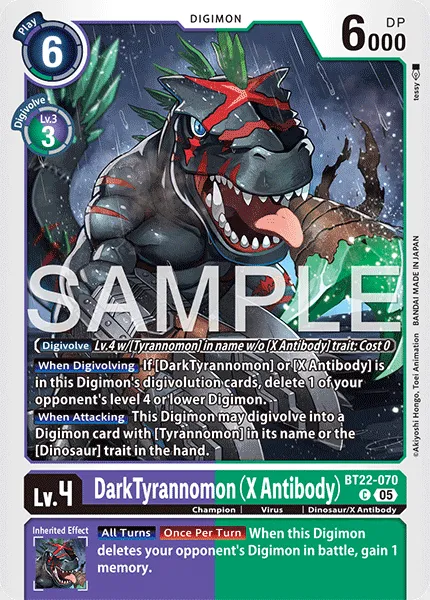 DIGIMON
Play
6
6000
DP
tessy
Digivolve
Lv.3
3
SAMPLE
©Akiyoshi Hongo, Toei Animation BANDAI MADE IN JAPAN
Digivolve Lv.4 w/[Tyrannomon] in name w/o [X Antibody] trait: Cost 0
When Digivolving If [DarkTyrannomon] or [X Antibody] is
in this Digimon's digivolution cards, delete 1 of your
opponent's level 4 or lower Digimon.
When Attacking This Digimon may digivolve into a
Digimon card with [Tyrannomon] in its name or the
[Dinosaur] trait in the hand.
Lv.4
DarkTyrannomon (X Antibody)
BT22-070
C 05
Champion Virus Dinosaur/X Antibody
Inherited Effect
All Turns Once Per Turn When this Digimon
deletes your opponent's Digimon in battle, gain 1
memory.